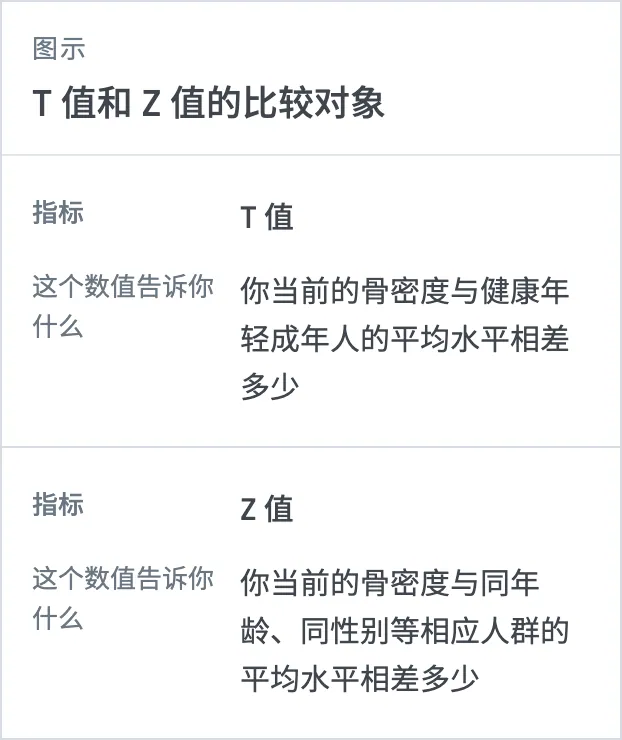 图示
T 值和 Z 值的比较对象
指标
T 值
这个数值告诉你
什么
你当前的骨密度与健康年
轻成年人的平均水平相差
多少
指标
Z 值
这个数值告诉你
什么
你当前的骨密度与同年
龄、同性别等相应人群的
平均水平相差多少